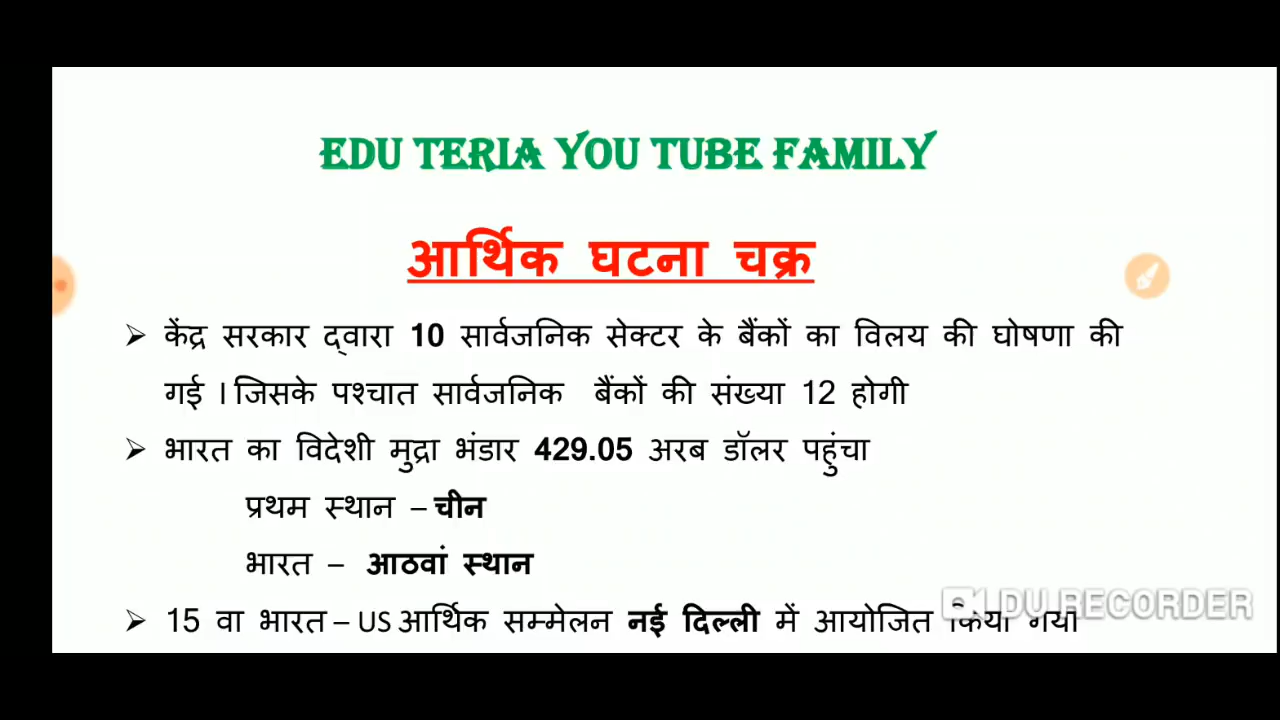 EDU TERIA YOU TUBE FAMILY
आर्थिक घटना चक्र
➢ केंद्र सरकार द्वारा 10 सार्वजनिक सेक्टर के बैंकों का विलय की घोषणा की
गई । जिसके पश्चात सार्वजनिक बैंकों की संख्या 12 होगी
➢ भारत का विदेशी मुद्रा भंडार 429.05 अरब डॉलर पहुंचा
प्रथम स्थान – चीन
भारत – आठवां स्थान
➢ 15 वा भारत – US आर्थिक सम्मेलन नई दिल्ली में आयोजित किया गया
DU RECORDER